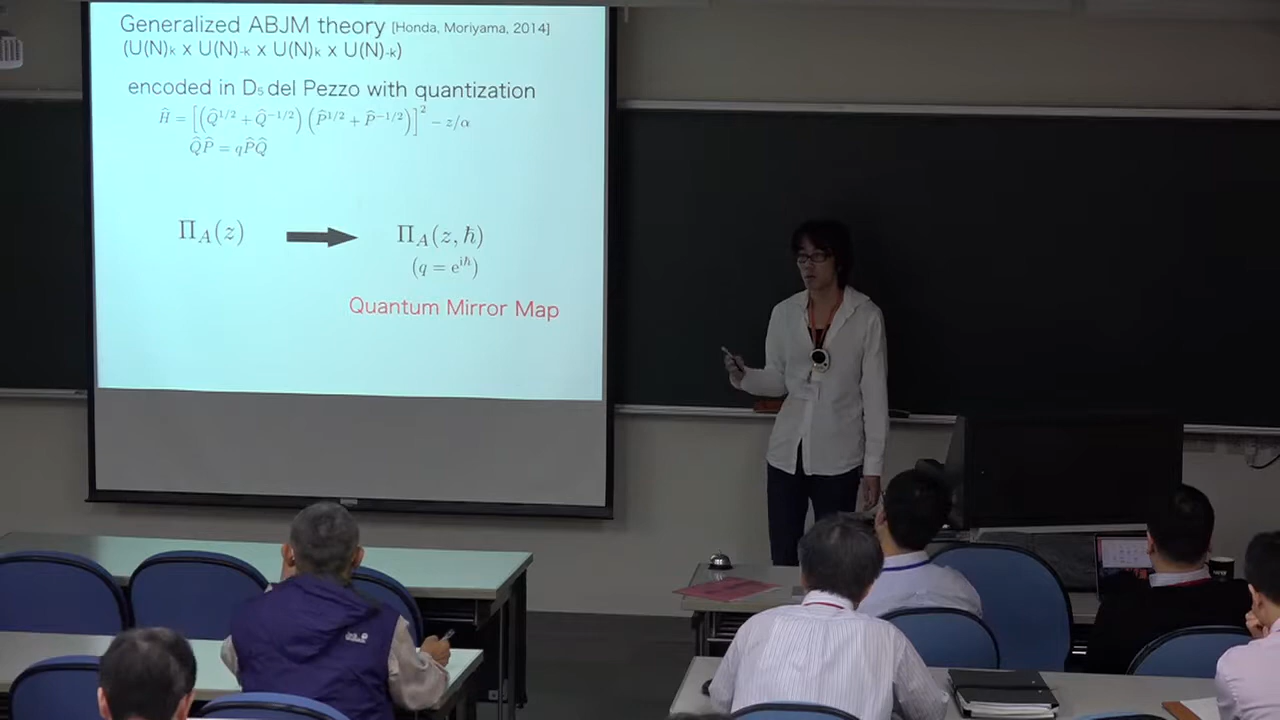 Generalized ABJM theory [Honda, Moriyama, 2014]
(U(N)k x U(N)-k x U(N)k x U(N)-k)
encoded in D5 del Pezzo with quantization
Ĥ = [(Q̂^{1/2} + Q̂^{-1/2}) (P̂^{1/2} + P̂^{-1/2})]^2 − z/α
Q̂P̂ = qP̂Q̂
Π_A(z) Π_A(z, ħ)
(q = e^{iħ})
Quantum Mirror Map